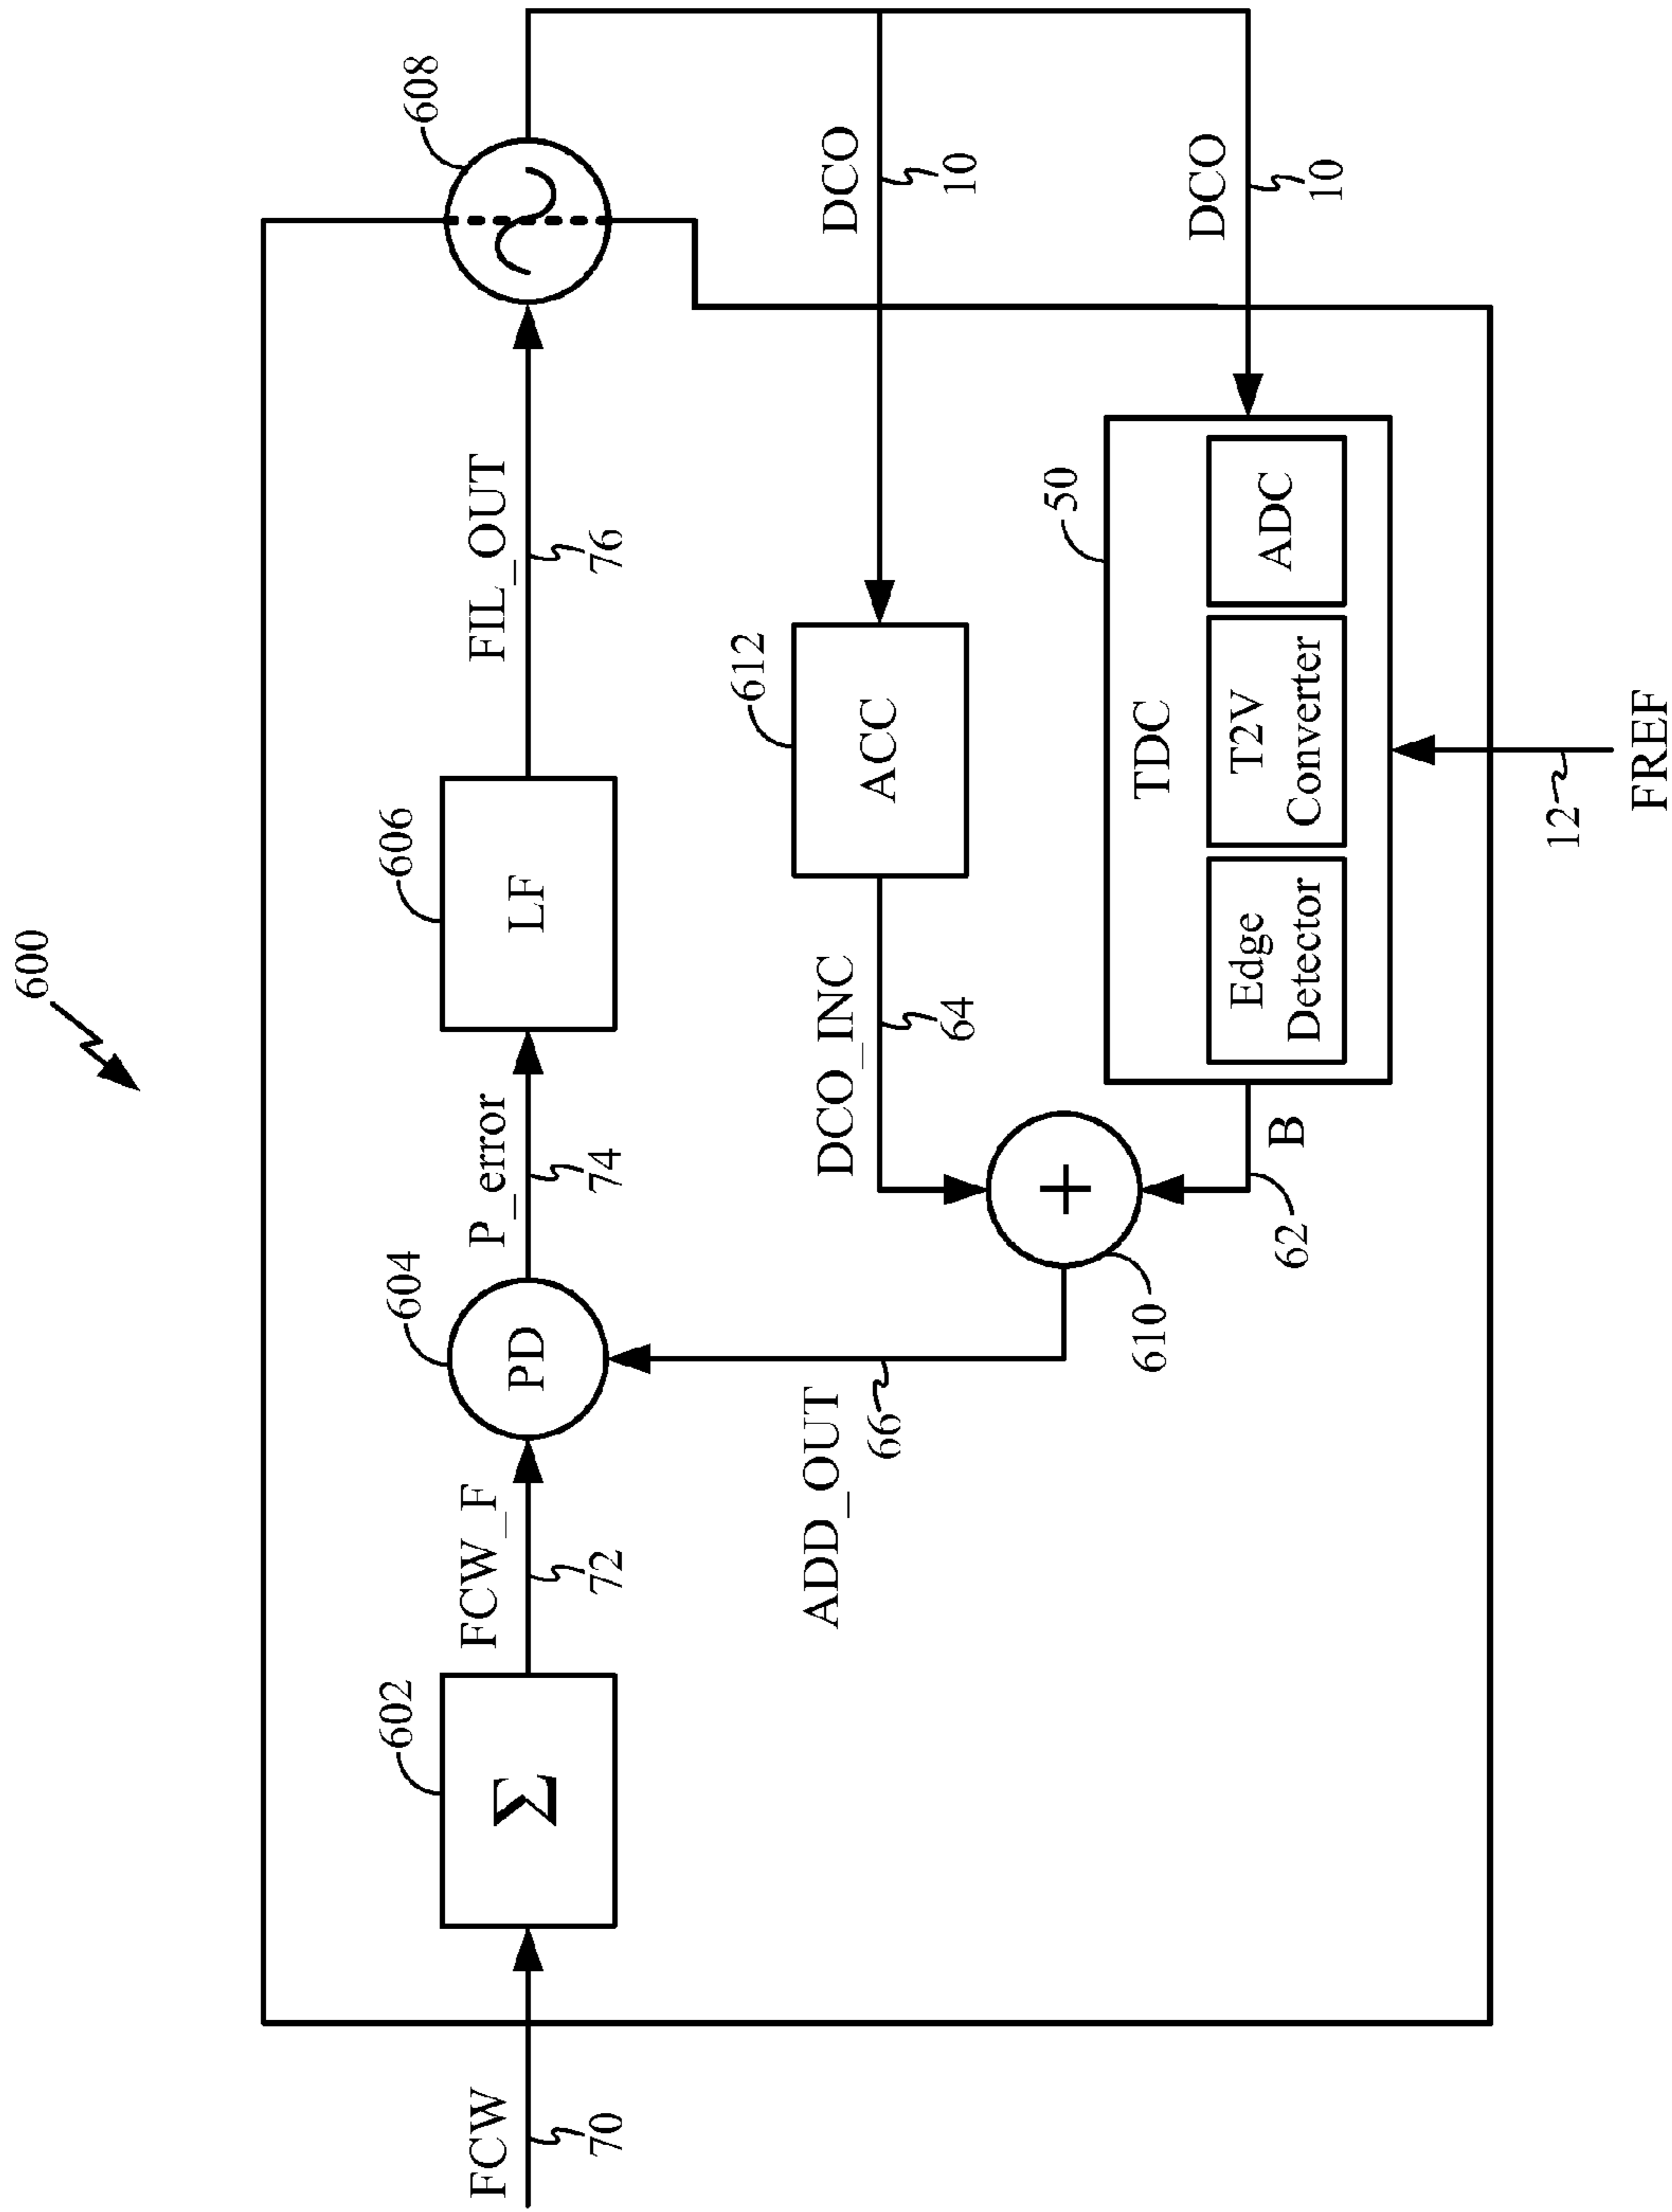 600
FCW
70
602
Σ
FCW_F
72
604
PD
P_error
74
606
LF
FIL_OUT
76
608
ADD_OUT
66
DCO_INC
64
612
ACC
DCO
10
610
+
B
62
50
TDC
Edge
Detector
T2V
Converter
ADC
DCO
10
12
FREF